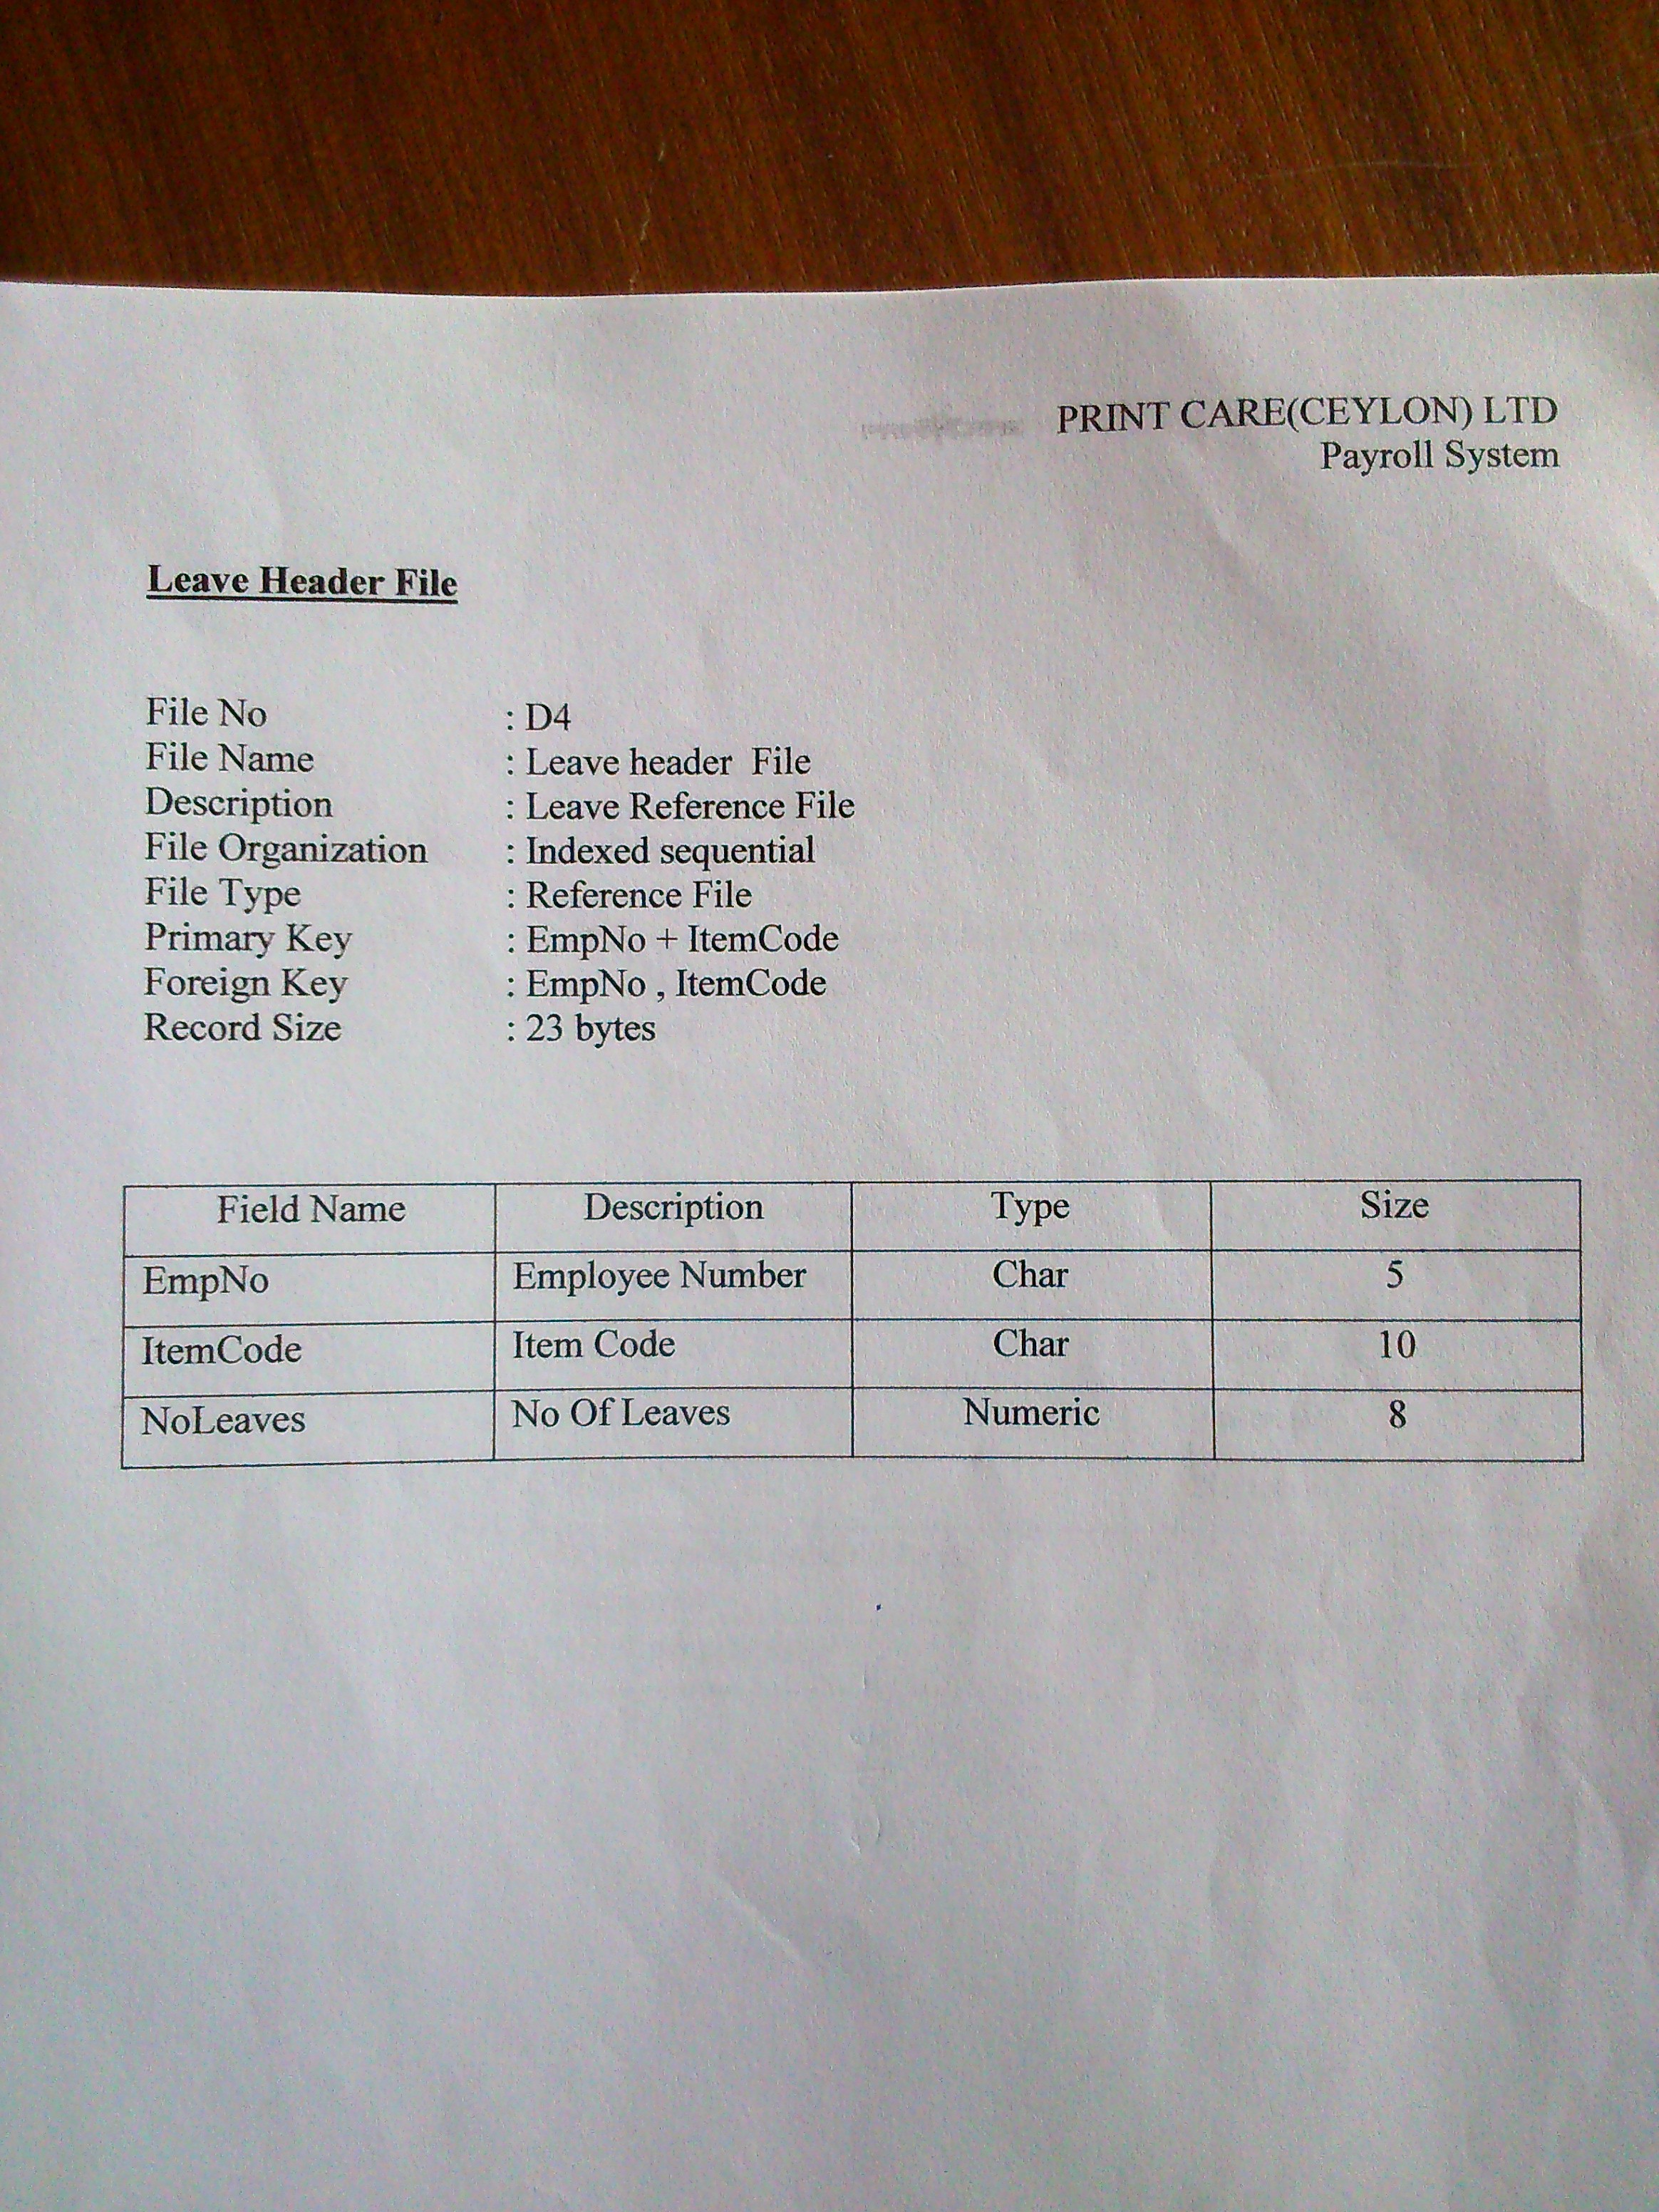 PRINT CARE(CEYLON) LTD
Payroll System
Leave Header File
File No : D4
File Name : Leave header File
Description : Leave Reference File
File Organization : Indexed sequential
File Type : Reference File
Primary Key : EmpNo + ItemCode
Foreign Key : EmpNo , ItemCode
Record Size : 23 bytes
Field Name Description Type Size
EmpNo Employee Number Char 5
ItemCode Item Code Char 10
NoLeaves No Of Leaves Numeric 8